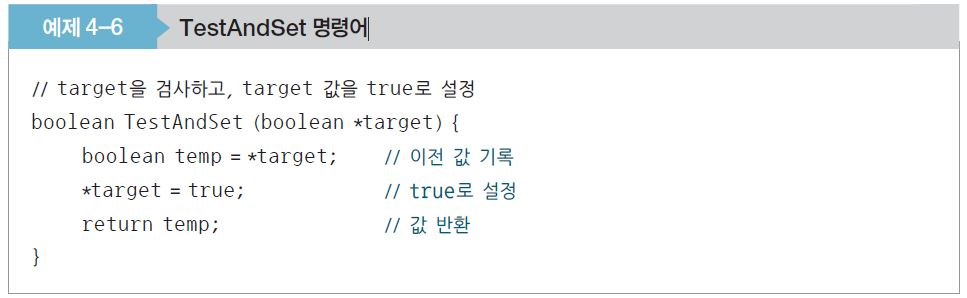 예제 4-6 TestAndSet 명령어
// target을 검사하고, target 값을 true로 설정
boolean TestAndSet (boolean *target) {
boolean temp = *target; // 이전 값 기록
*target = true; // true로 설정
return temp; // 값 반환
}